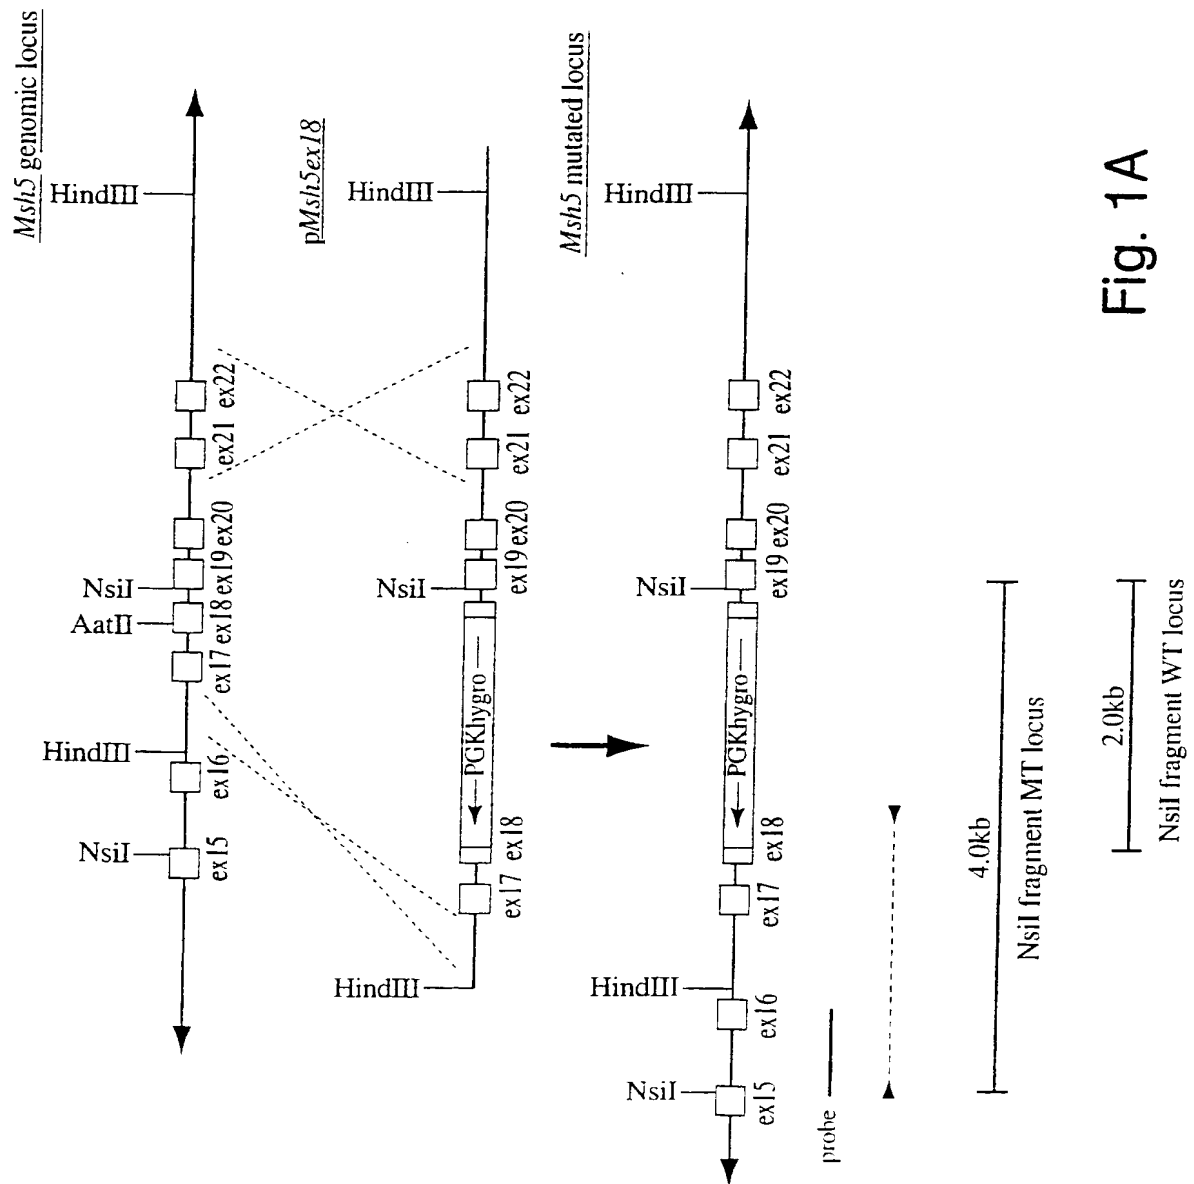 Msh5 genomic locus
NsiI
HindIII
AatII
NsiI
HindIII
ex15
ex16
ex17
ex18
ex19
ex20
ex21
ex22
pMsh5ex18
HindIII
NsiI
HindIII
PGKhygro
ex17
ex18
ex19
ex20
ex21
ex22
Msh5 mutated locus
NsiI
HindIII
NsiI
HindIII
PGKhygro
ex15
ex16
ex17
ex18
ex19
ex20
ex21
ex22
probe
4.0kb
NsiI fragment MT locus
2.0kb
NsiI fragment WT locus
Fig. 1A